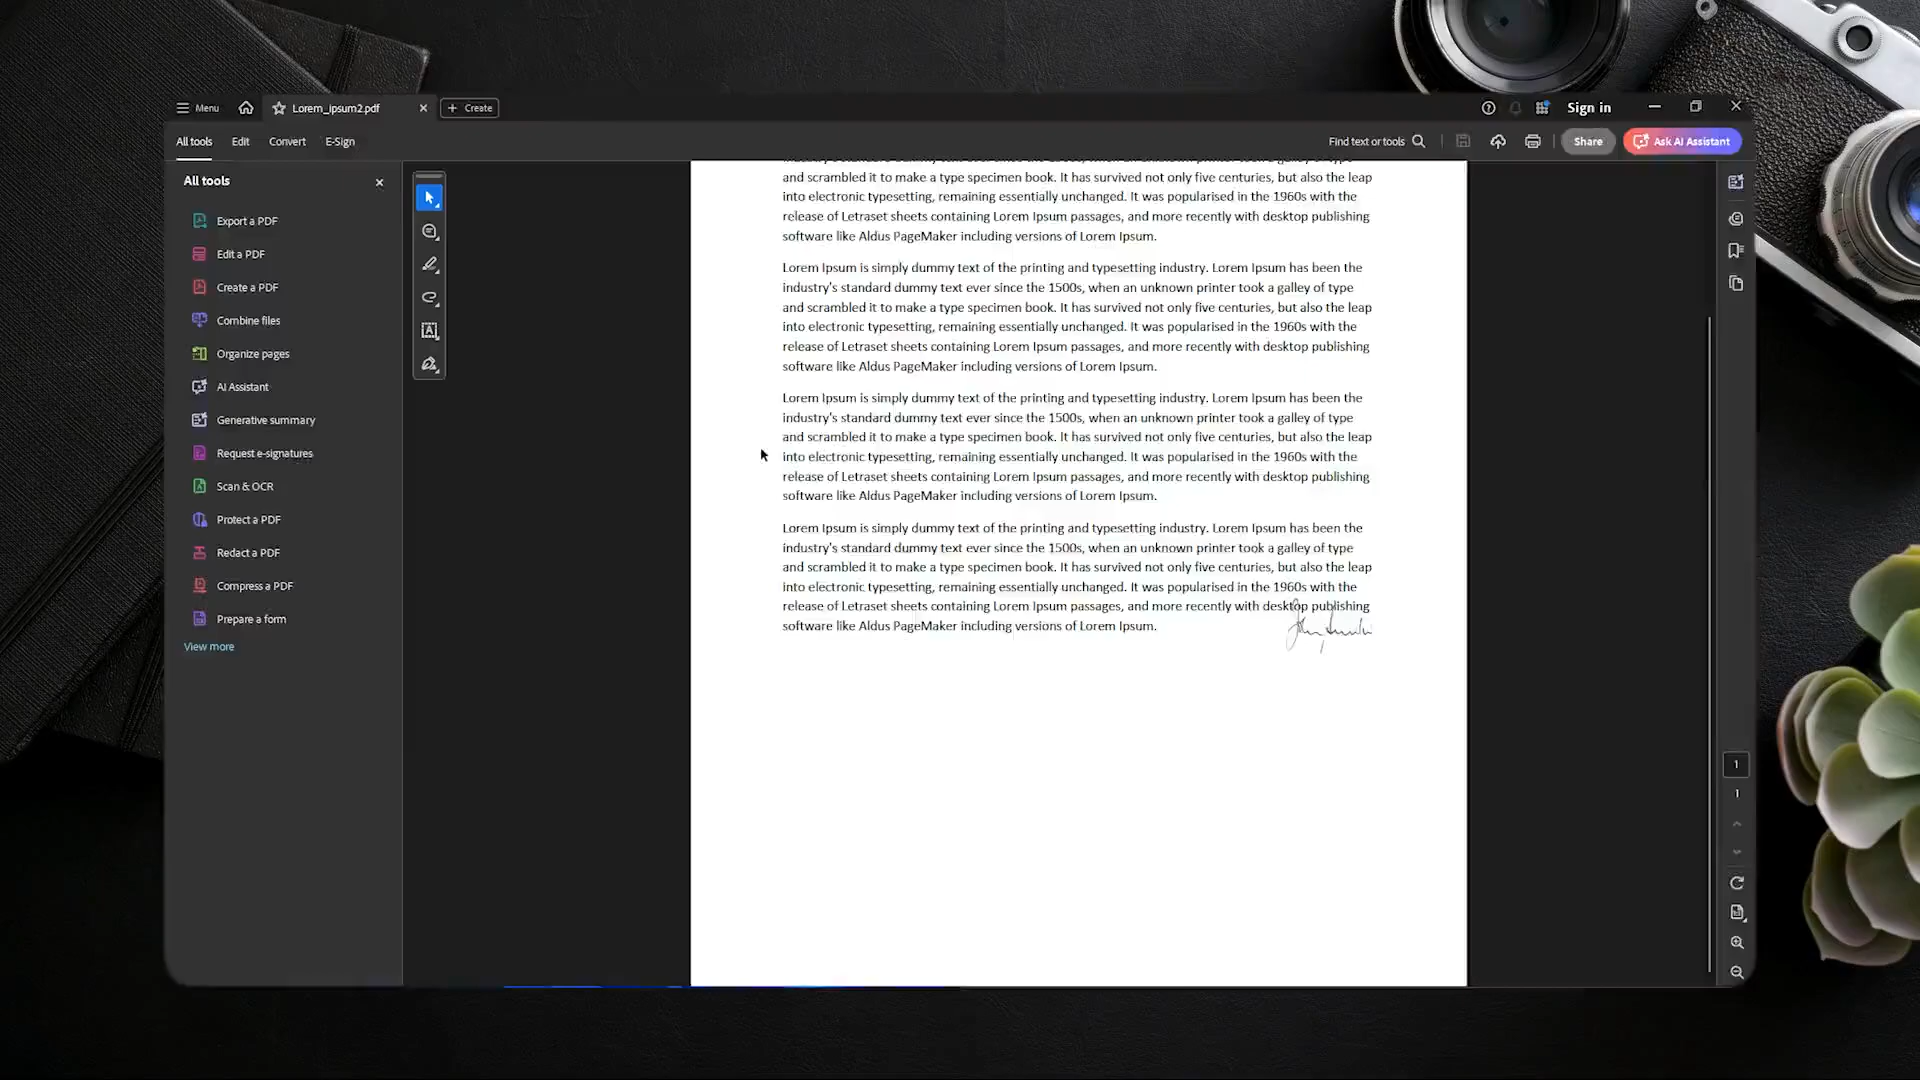 Menu
Lorem_ipsum2.pdf
Create
Sign in
All tools
Edit
Convert
E-Sign
Find text or tools
Share
Ask AI Assistant
All tools
Export a PDF
Edit a PDF
Create a PDF
Combine files
Organize pages
AI Assistant
Generative summary
Request e-signatures
Scan & OCR
Protect a PDF
Redact a PDF
Compress a PDF
Prepare a form
View more
and scrambled it to make a type specimen book. It has survived not only five centuries, but also the leap
into electronic typesetting, remaining essentially unchanged. It was popularised in the 1960s with the
release of Letraset sheets containing Lorem Ipsum passages, and more recently with desktop publishing
software like Aldus PageMaker including versions of Lorem Ipsum.
Lorem Ipsum is simply dummy text of the printing and typesetting industry. Lorem Ipsum has been the
industry's standard dummy text ever since the 1500s, when an unknown printer took a galley of type
and scrambled it to make a type specimen book. It has survived not only five centuries, but also the leap
into electronic typesetting, remaining essentially unchanged. It was popularised in the 1960s with the
release of Letraset sheets containing Lorem Ipsum passages, and more recently with desktop publishing
software like Aldus PageMaker including versions of Lorem Ipsum.
Lorem Ipsum is simply dummy text of the printing and typesetting industry. Lorem Ipsum has been the
industry's standard dummy text ever since the 1500s, when an unknown printer took a galley of type
and scrambled it to make a type specimen book. It has survived not only five centuries, but also the leap
into electronic typesetting, remaining essentially unchanged. It was popularised in the 1960s with the
release of Letraset sheets containing Lorem Ipsum passages, and more recently with desktop publishing
software like Aldus PageMaker including versions of Lorem Ipsum.
Lorem Ipsum is simply dummy text of the printing and typesetting industry. Lorem Ipsum has been the
industry's standard dummy text ever since the 1500s, when an unknown printer took a galley of type
and scrambled it to make a type specimen book. It has survived not only five centuries, but also the leap
into electronic typesetting, remaining essentially unchanged. It was popularised in the 1960s with the
release of Letraset sheets containing Lorem Ipsum passages, and more recently with desktop publishing
software like Aldus PageMaker including versions of Lorem Ipsum.
1
1